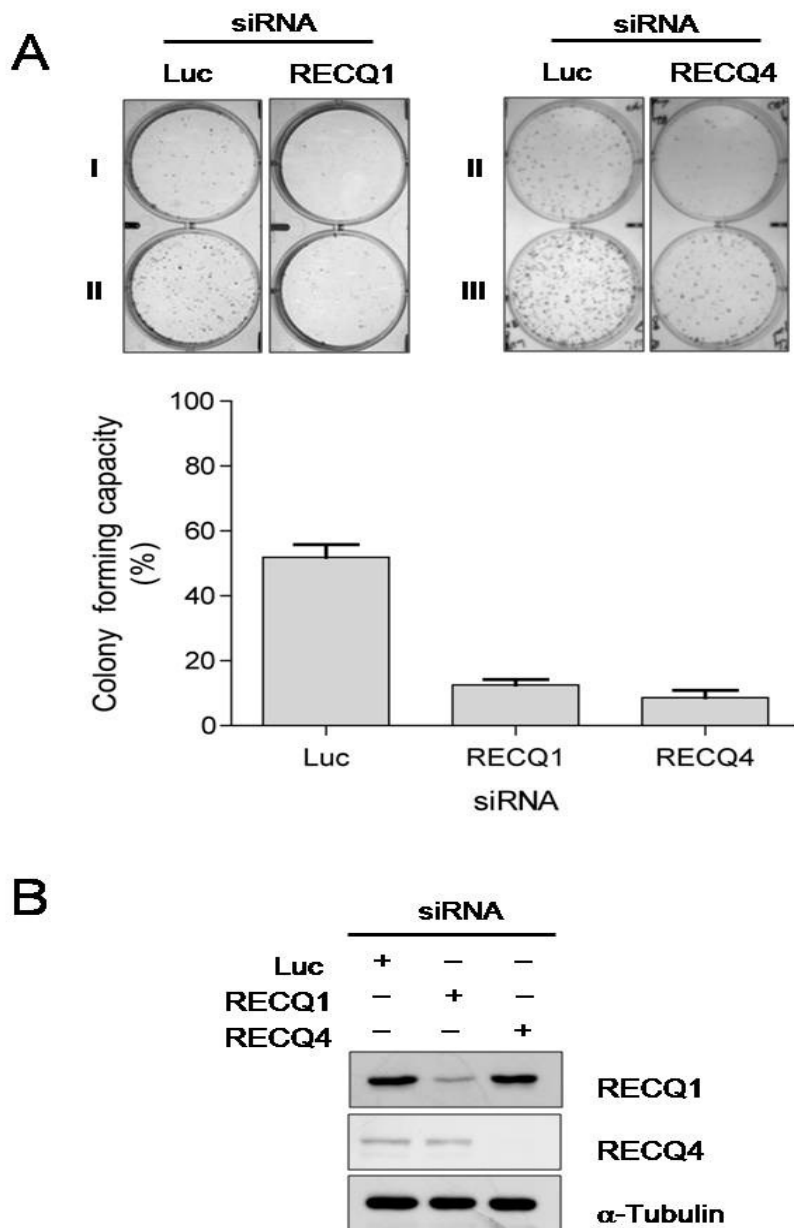 A
siRNA siRNA
Luc RECQ1 Luc RECQ4
I II
II III
100
80
60
40
20
0
Colony forming capacity
(%)
Luc RECQ1 RECQ4
siRNA
B
siRNA
Luc + – –
RECQ1 – + –
RECQ4 – – +
RECQ1
RECQ4
α-Tubulin